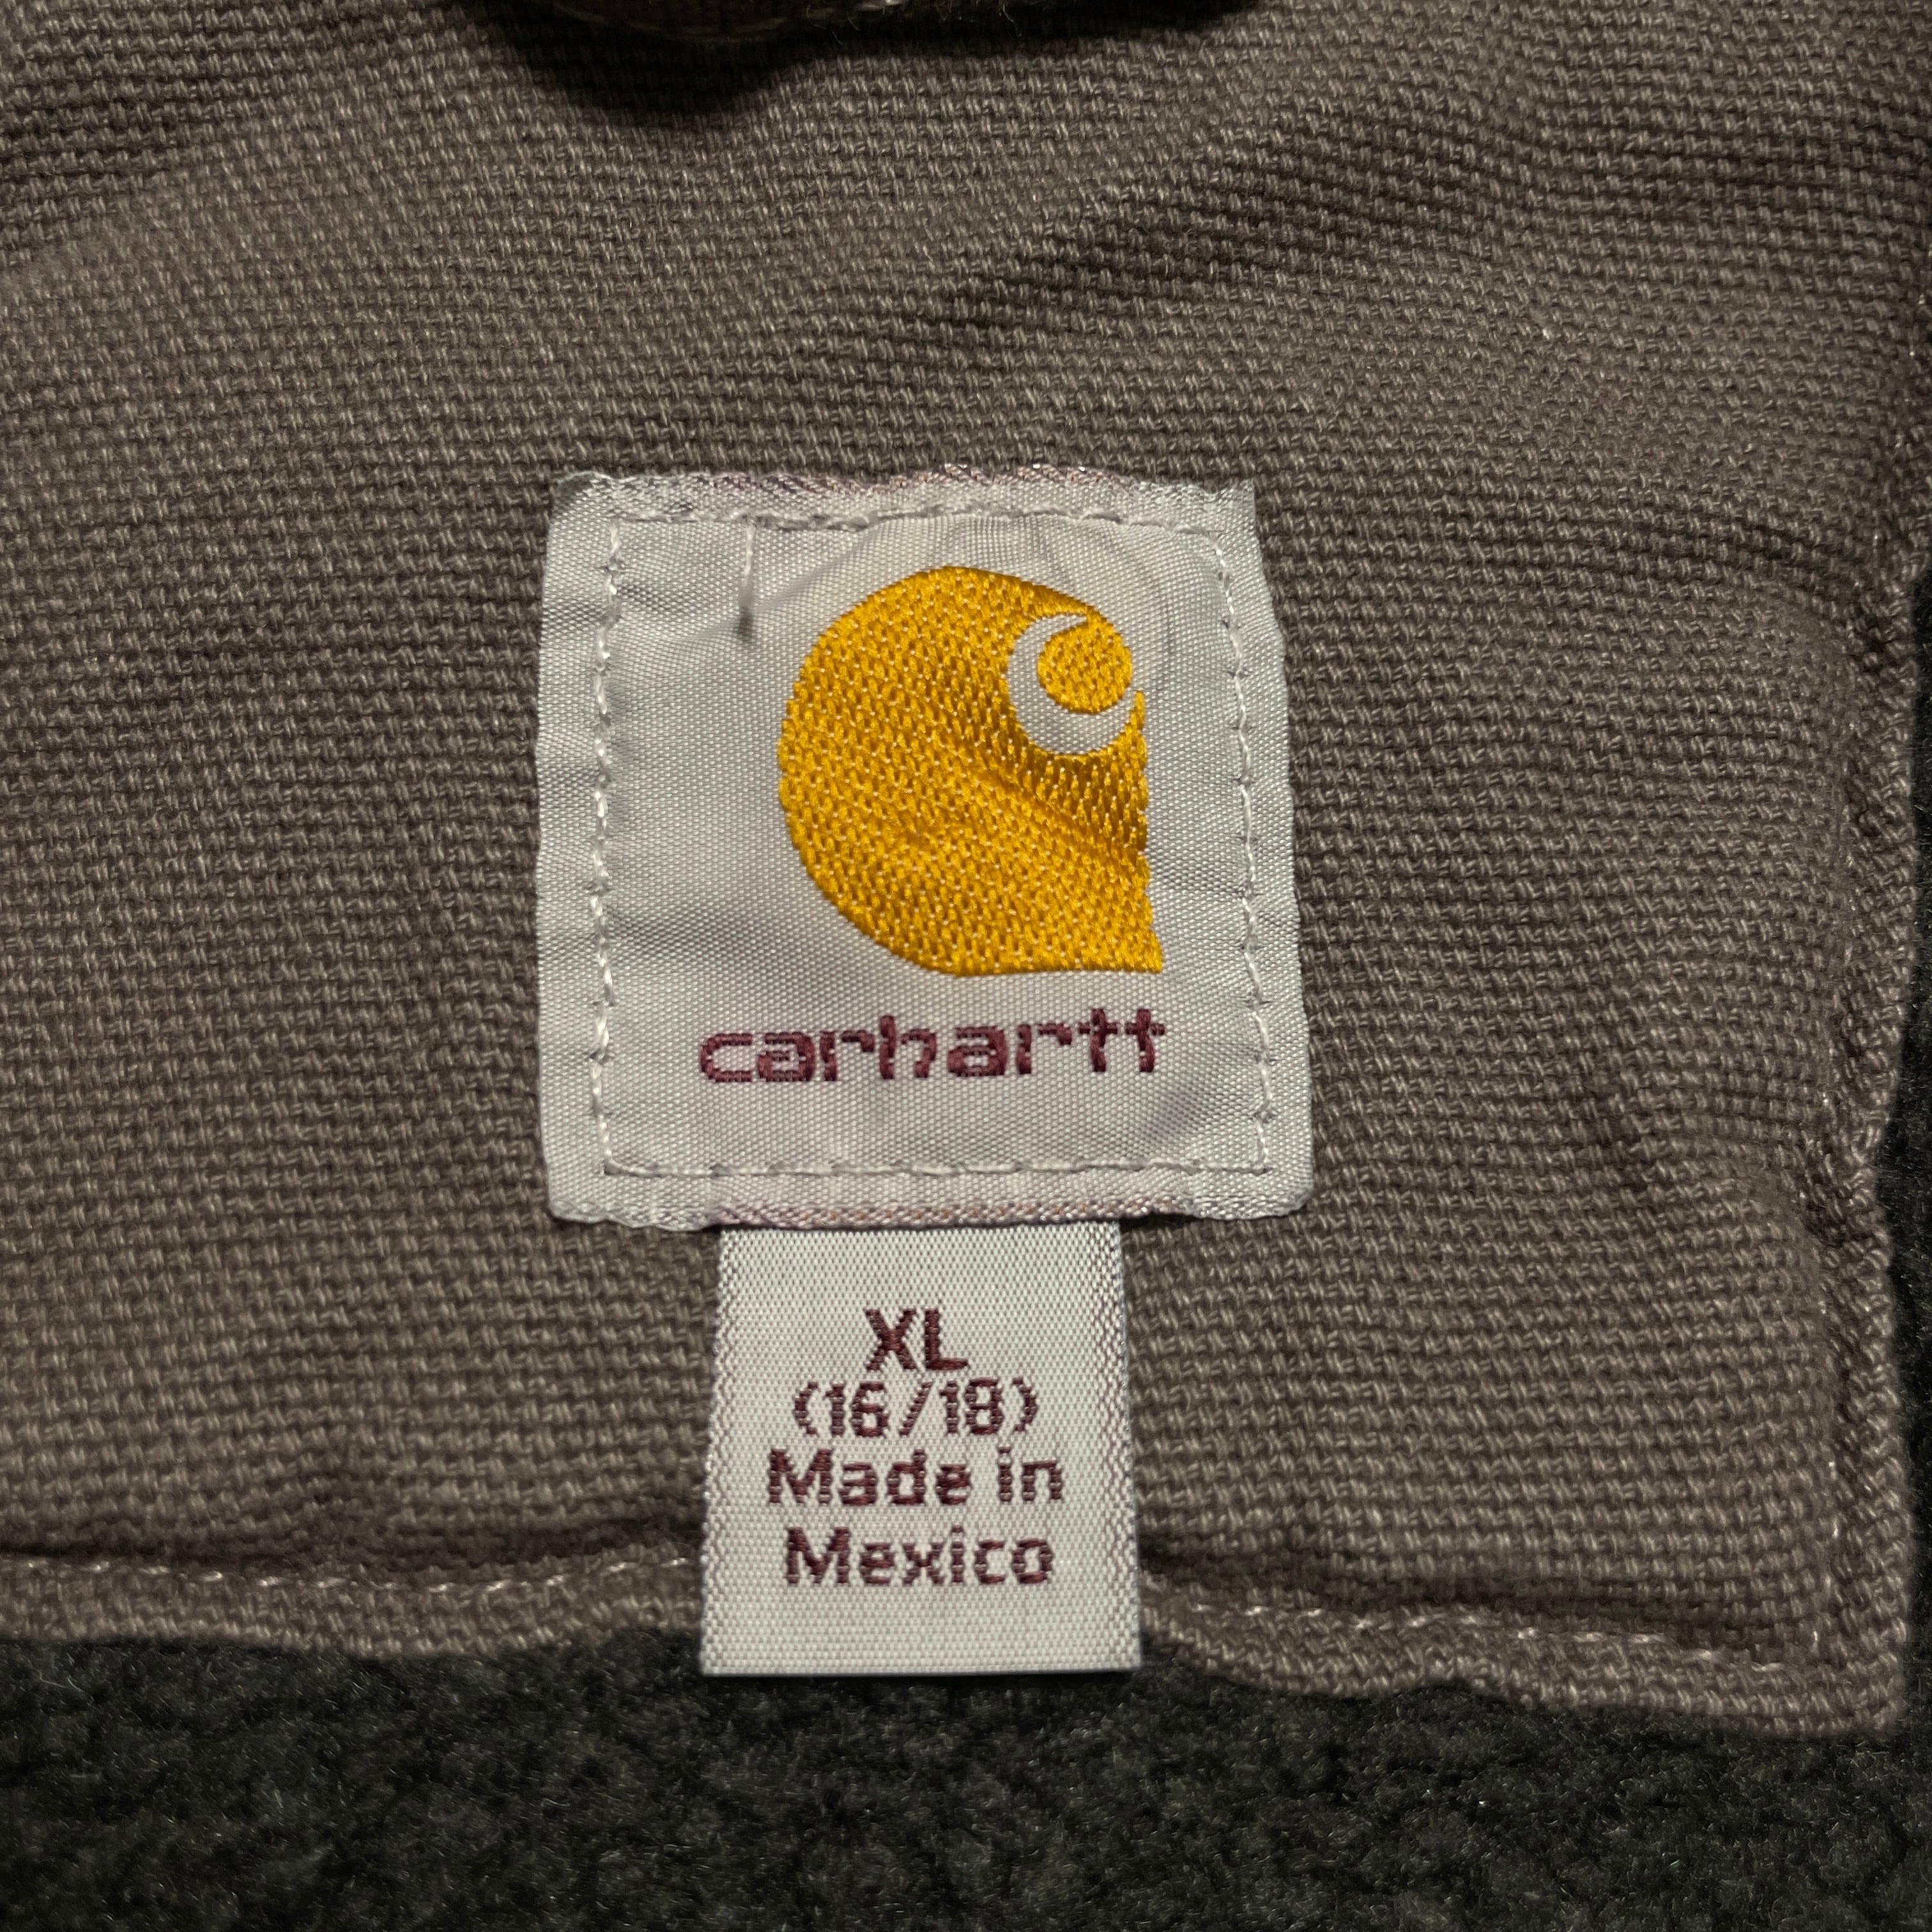 carhartt
XL
(16/18)
Made in
Mexico